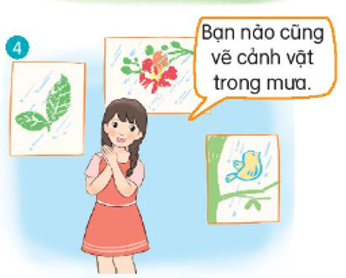 4
Bạn nào cũng
vẽ cảnh vật
trong mưa.